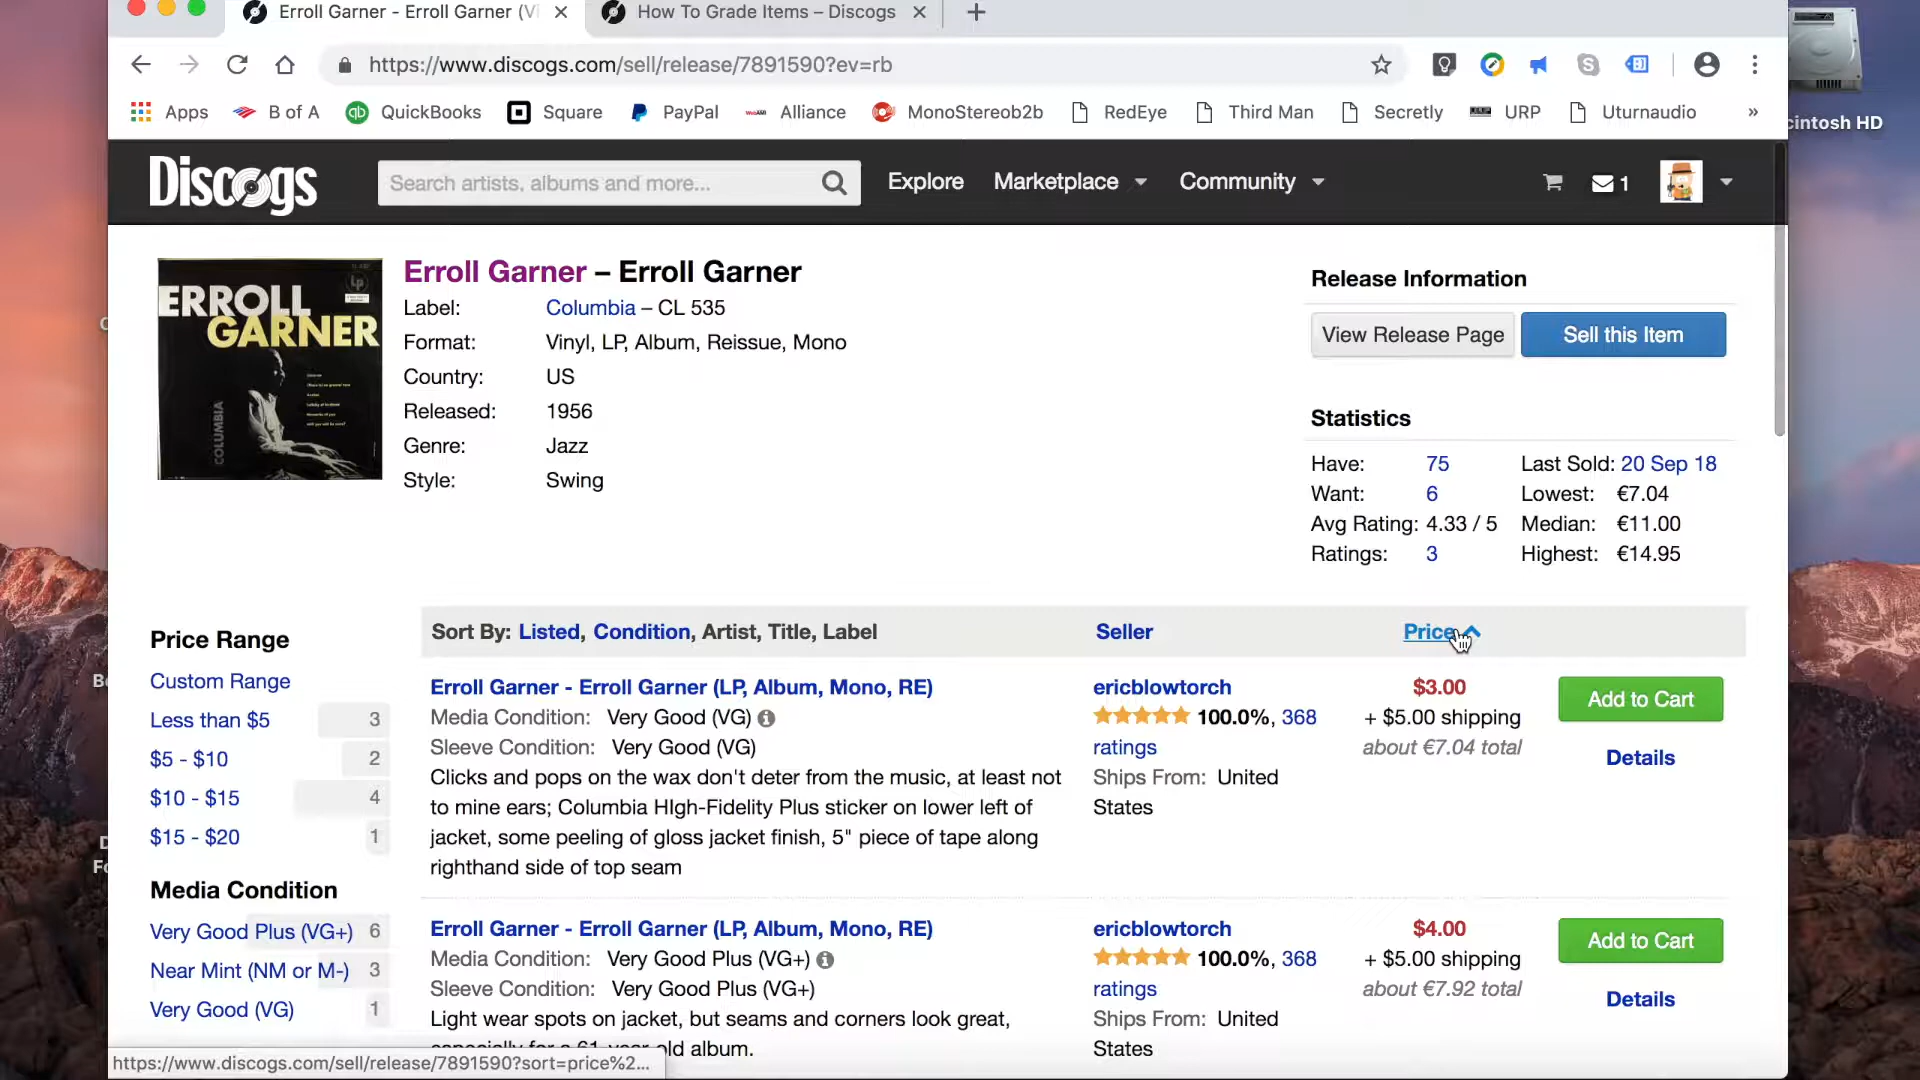 Erroll Garner - Erroll Garner (Vi
How To Grade Items – Discogs
https://www.discogs.com/sell/release/7891590?ev=rb
Apps B of A QuickBooks Square PayPal Alliance MonoStereob2b RedEye Third Man Secretly URP Uturnaudio »
cintosh HD
Discogs
Search artists, albums and more...
Explore Marketplace Community 1
ERROLL
GARNER
COLUMBIA
Lp
Erroll Garner – Erroll Garner
Label: Columbia – CL 535
Format: Vinyl, LP, Album, Reissue, Mono
Country: US
Released: 1956
Genre: Jazz
Style: Swing
Release Information
View Release Page Sell this Item
Statistics
Have: 75 Last Sold: 20 Sep 18
Want: 6 Lowest: €7.04
Avg Rating: 4.33 / 5 Median: €11.00
Ratings: 3 Highest: €14.95
Price Range
Custom Range
Less than $5 3
$5 - $10 2
$10 - $15 4
$15 - $20 1
Media Condition
Very Good Plus (VG+) 6
Near Mint (NM or M-) 3
Very Good (VG) 1
Sort By: Listed, Condition, Artist, Title, Label Seller Price
Erroll Garner - Erroll Garner (LP, Album, Mono, RE)
Media Condition: Very Good (VG)
Sleeve Condition: Very Good (VG)
Clicks and pops on the wax don't deter from the music, at least not
to mine ears; Columbia HIgh-Fidelity Plus sticker on lower left of
jacket, some peeling of gloss jacket finish, 5" piece of tape along
righthand side of top seam
ericblowtorch
100.0%, 368
ratings
Ships From: United
States
$3.00
+ $5.00 shipping
about €7.04 total
Add to Cart
Details
Erroll Garner - Erroll Garner (LP, Album, Mono, RE)
Media Condition: Very Good Plus (VG+)
Sleeve Condition: Very Good Plus (VG+)
Light wear spots on jacket, but seams and corners look great,
old album.
ericblowtorch
100.0%, 368
ratings
Ships From: United
States
$4.00
+ $5.00 shipping
about €7.92 total
Add to Cart
Details
https://www.discogs.com/sell/release/7891590?sort=price%2...